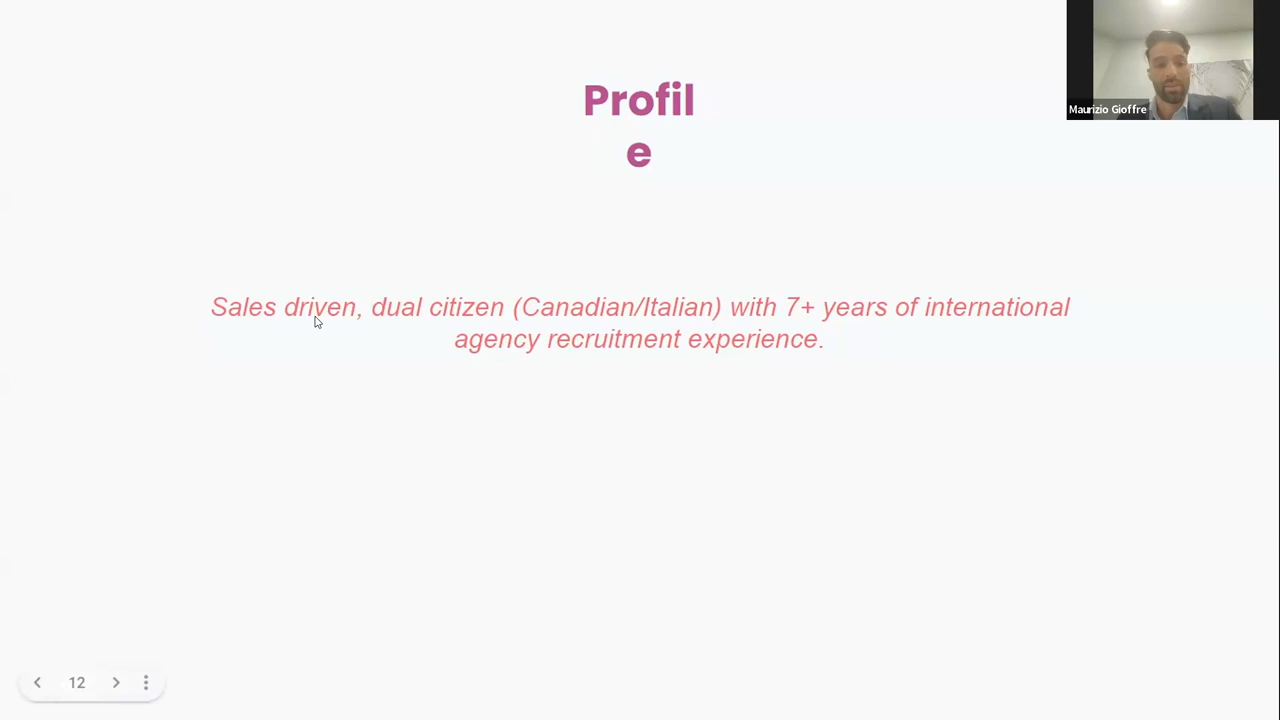 Profil
e
Maurizio Gioffre
Sales driven, dual citizen (Canadian/Italian) with 7+ years of international
agency recruitment experience.
12